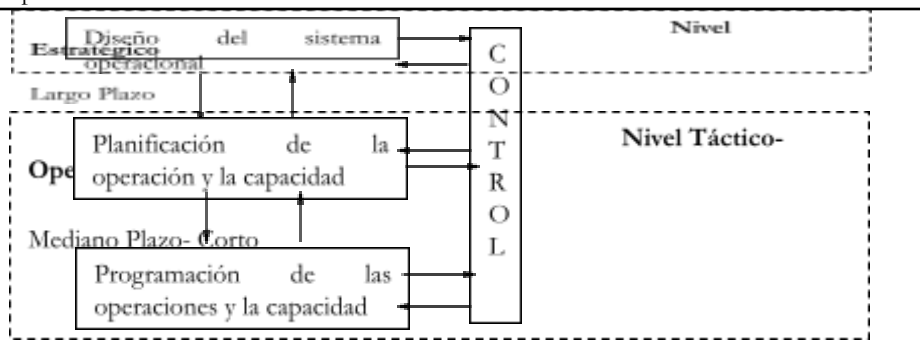 Nivel
Diseño del sistema
Estratégico
operacional
Largo Plazo
CONTROL
Nivel Táctico-
Planificación de la
Ope
operación y la capacidad
Mediano Plazo- Corto
Programación de las
operaciones y la capacidad